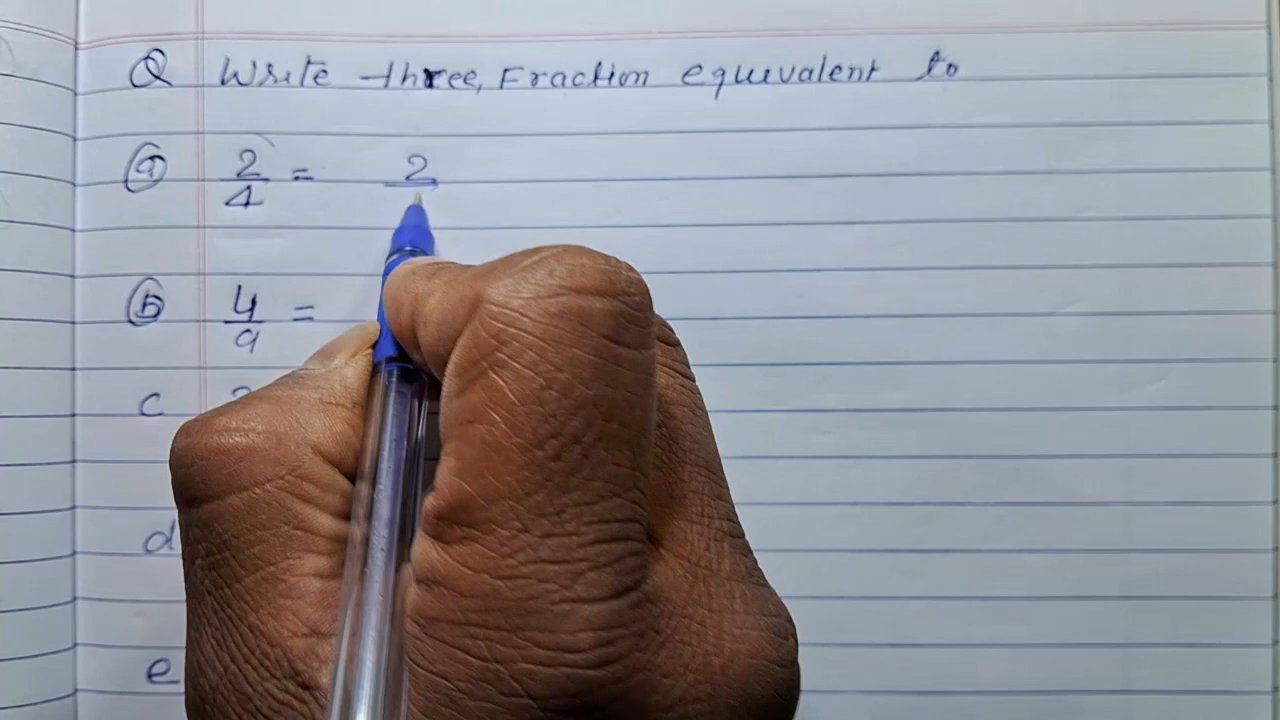 Q Write three, Fraction equivalent to
(a) 2/4 = 2/
(b) 4/9 =
c
d
e